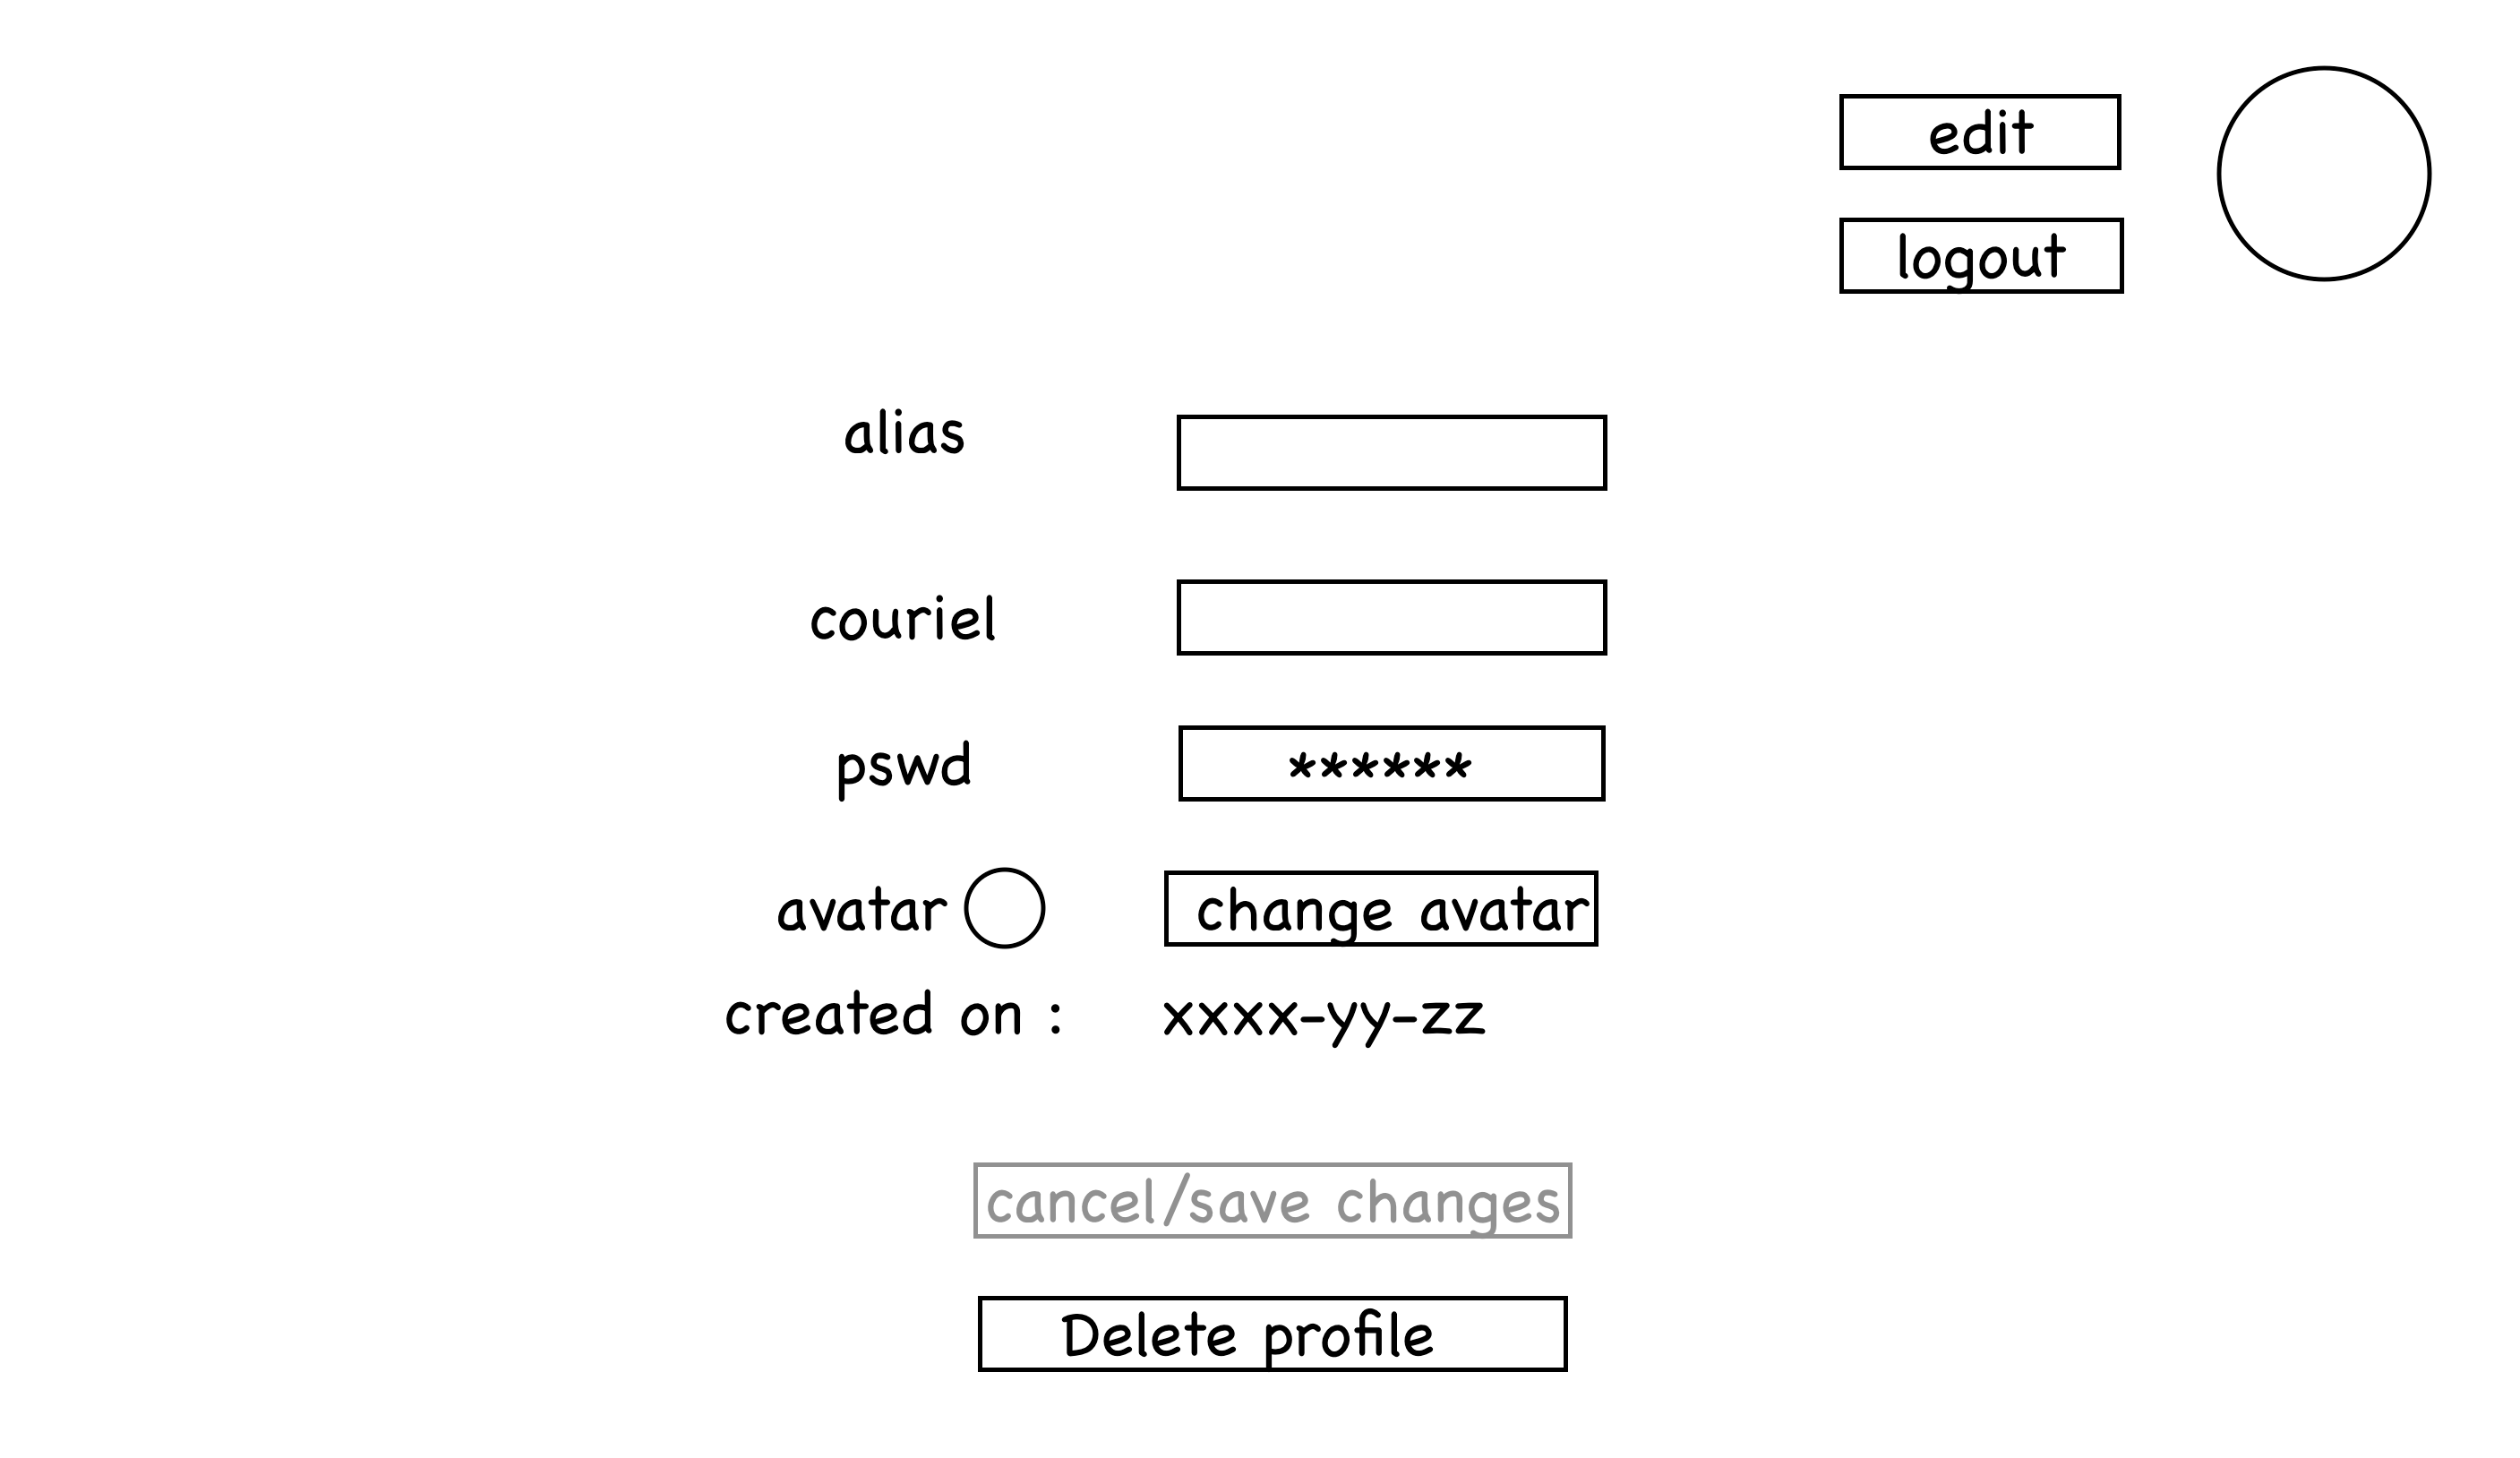 edit
logout
alias
couriel
pswd ******
avatar change avatar
created on : xxxx-yy-zz
cancel/save changes
Delete profile